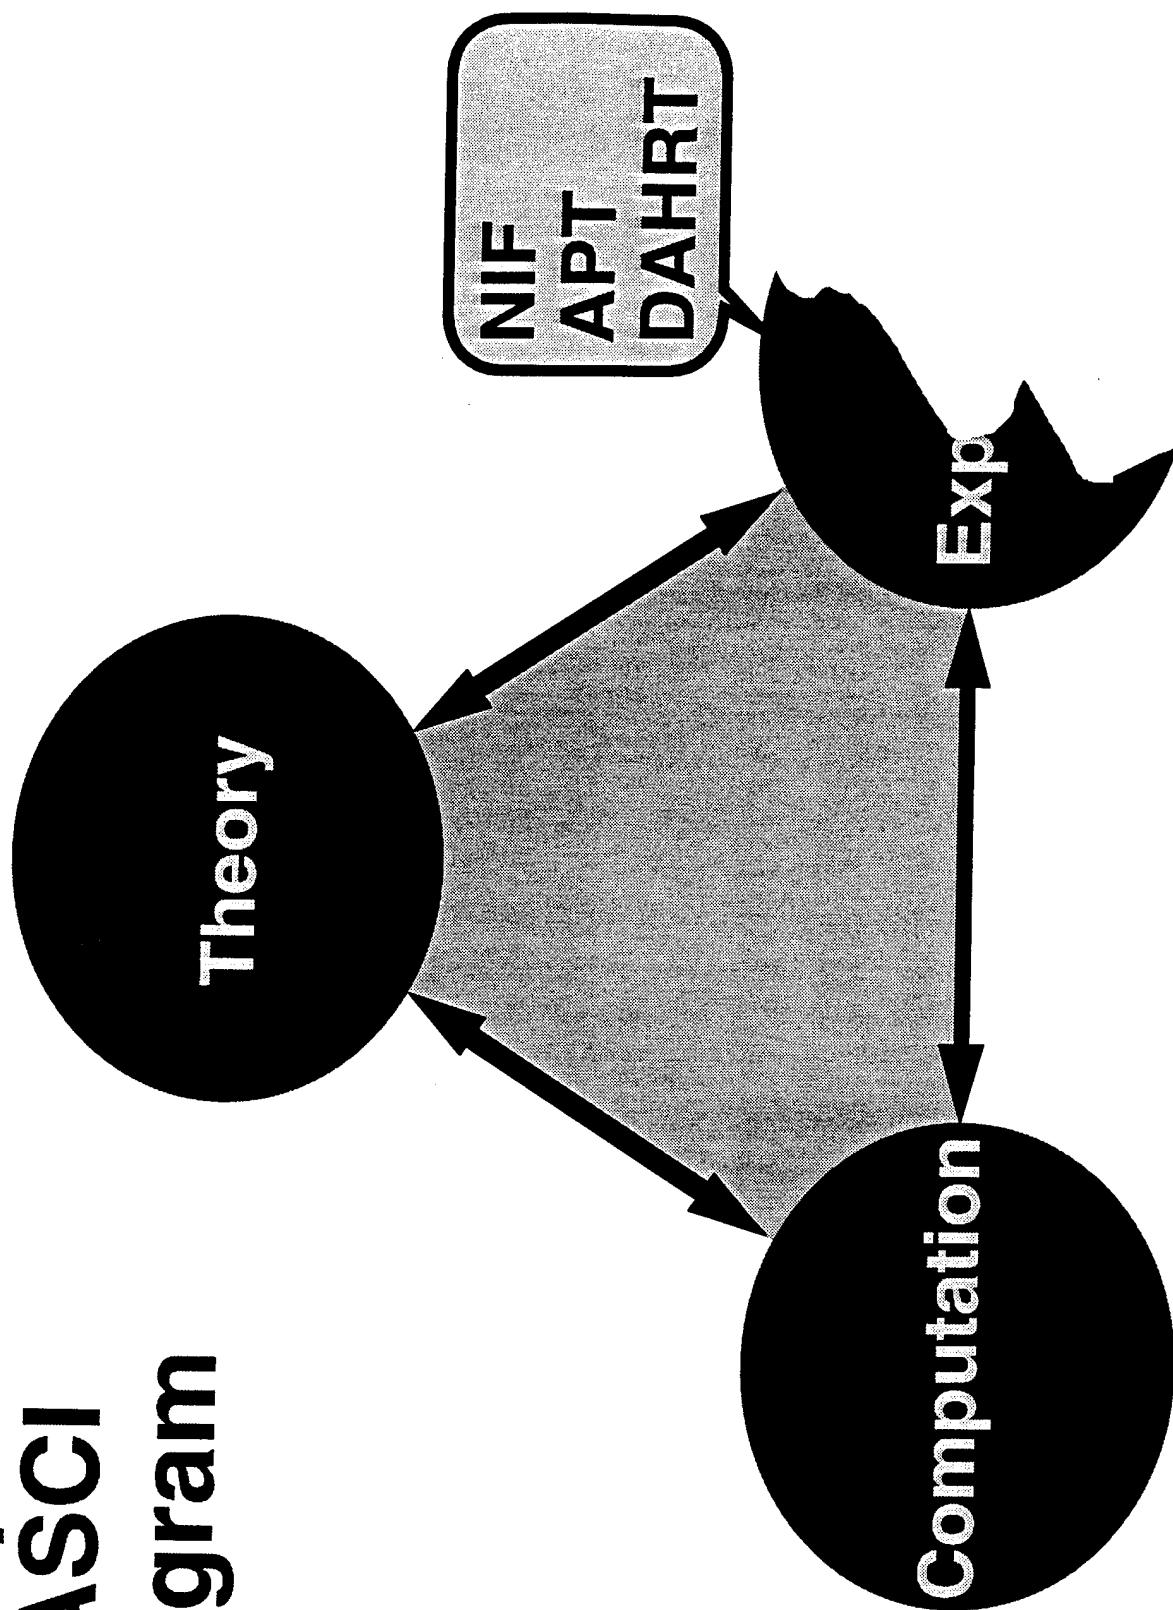 ASCI
gram
Theory
NIF
APT
DAHRT
Computation
Exp